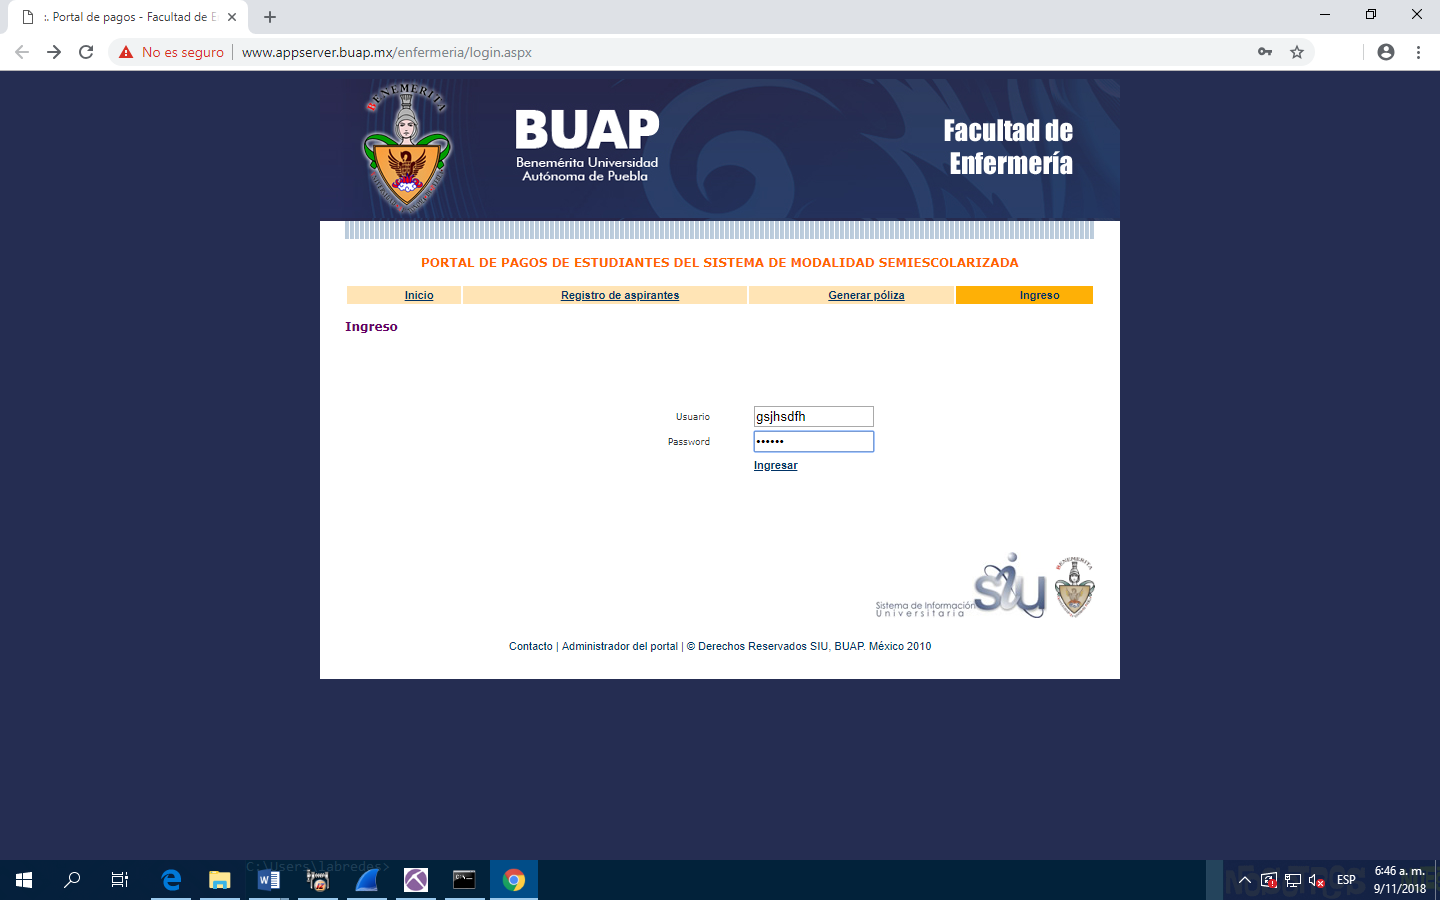 :. Portal de pagos - Facultad de E
No es seguro
www.appserver.buap.mx/enfermeria/login.aspx
BENEMERITA
BUAP
Benemérita Universidad
Autónoma de Puebla
Facultad de
Enfermería
PORTAL DE PAGOS DE ESTUDIANTES DEL SISTEMA DE MODALIDAD SEMIESCOLARIZADA
Inicio
Registro de aspirantes
Generar póliza
Ingreso
Ingreso
Usuario
gsjhsdfh
Password
••••••
Ingresar
Sistema de Información
Universitaria
siu
BENEMERITA
Contacto | Administrador del portal | © Derechos Reservados SIU, BUAP. México 2010
C:\Users\labredes>
ESP
6:46 a. m.
9/11/2018